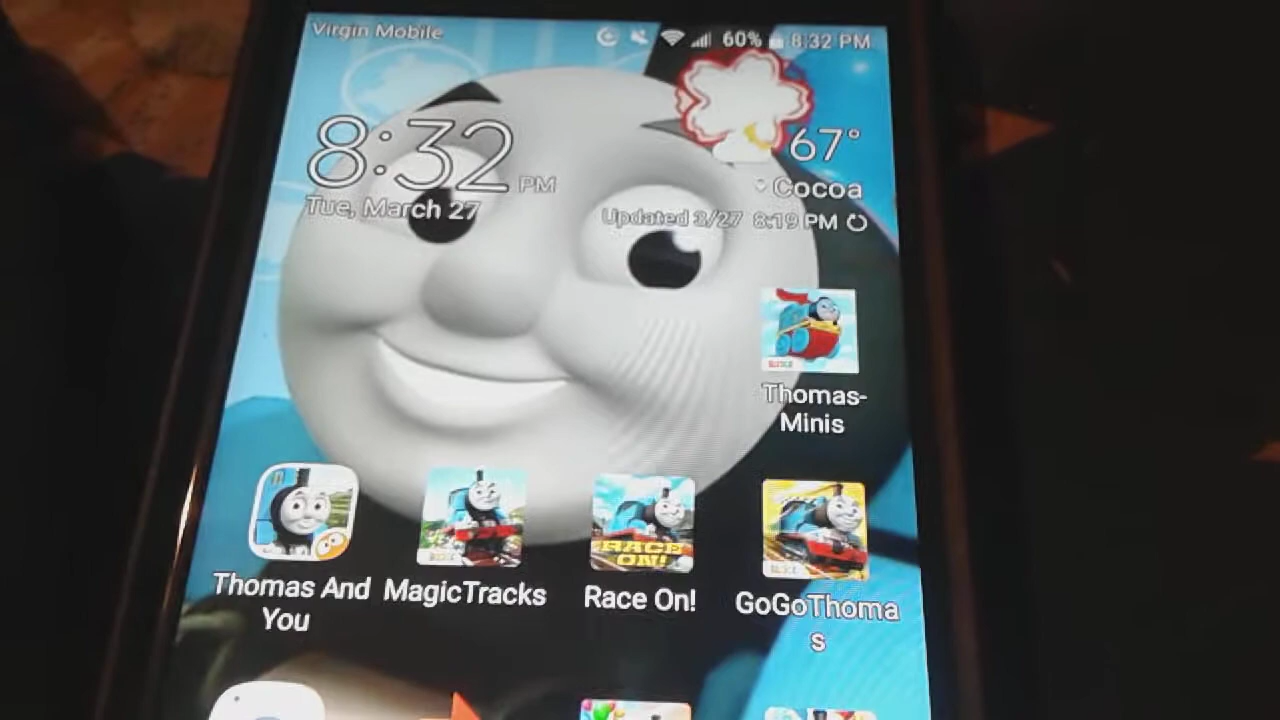 Virgin Mobile 60% 8:32 PM
8:32 PM
67°
Tue, March 27
Cocoa
Updated 3/27 8:19 PM
Thomas-
Minis
RACE
ON!
Thomas And
You
MagicTracks
Race On!
GoGoThoma
s